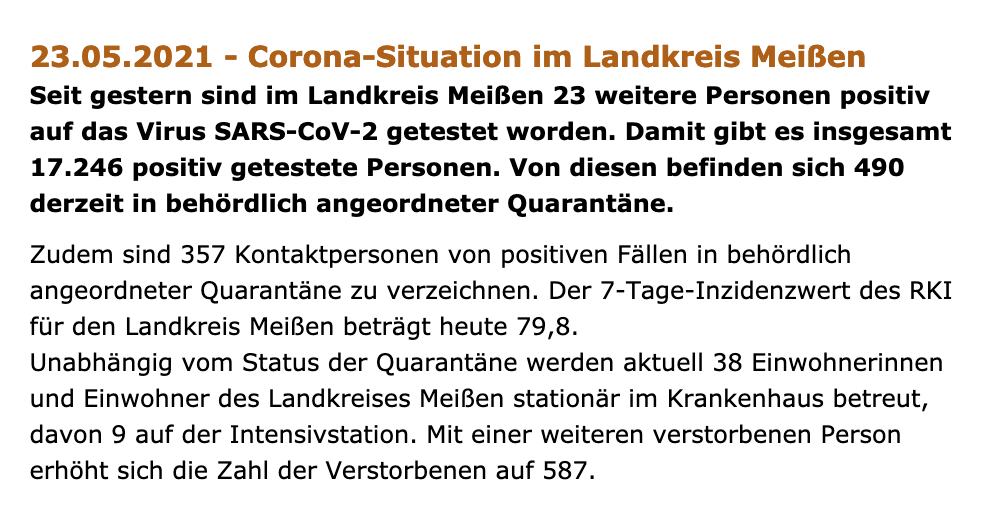 23.05.2021 - Corona-Situation im Landkreis Meißen
Seit gestern sind im Landkreis Meißen 23 weitere Personen positiv
auf das Virus SARS-CoV-2 getestet worden. Damit gibt es insgesamt
17.246 positiv getestete Personen. Von diesen befinden sich 490
derzeit in behördlich angeordneter Quarantäne.
Zudem sind 357 Kontaktpersonen von positiven Fällen in behördlich
angeordneter Quarantäne zu verzeichnen. Der 7-Tage-Inzidenzwert des RKI
für den Landkreis Meißen beträgt heute 79,8.
Unabhängig vom Status der Quarantäne werden aktuell 38 Einwohnerinnen
und Einwohner des Landkreises Meißen stationär im Krankenhaus betreut,
davon 9 auf der Intensivstation. Mit einer weiteren verstorbenen Person
erhöht sich die Zahl der Verstorbenen auf 587.